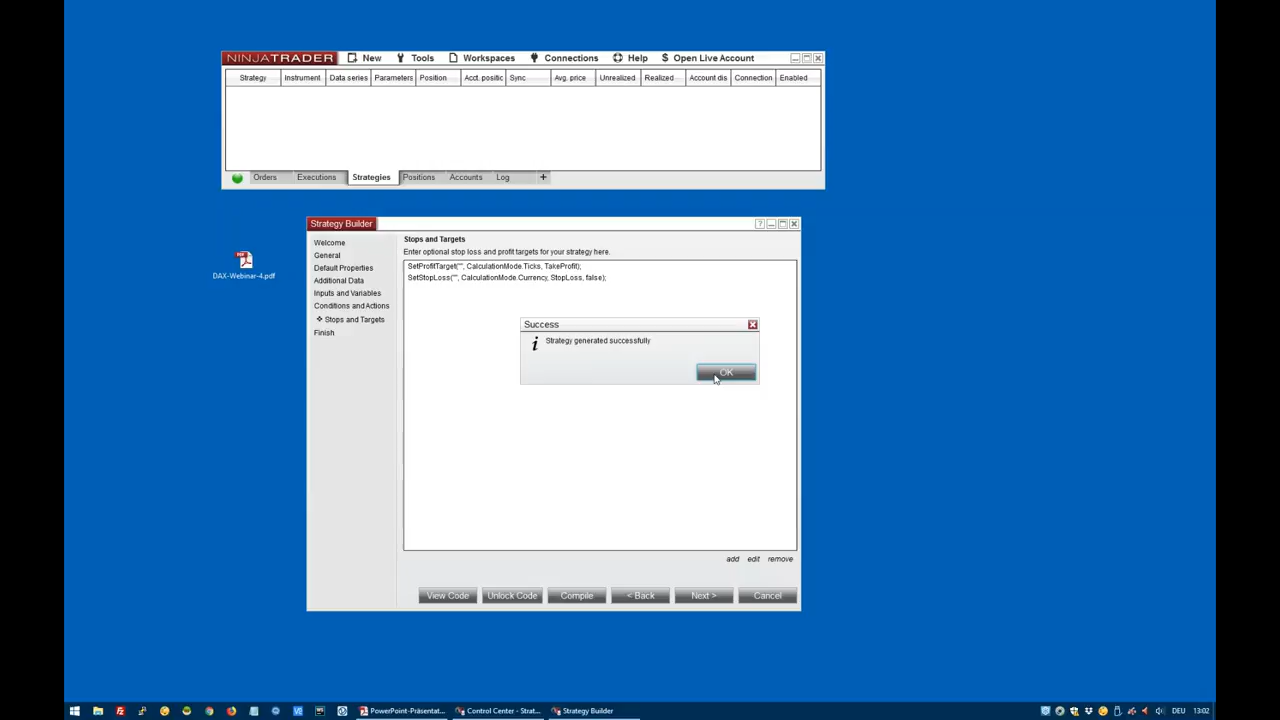 NINJATRADER New Tools Workspaces Connections Help $ Open Live Account
Strategy Instrument Data series Parameters Position Acct. positic Sync Avg. price Unrealized Realized Account dis Connection Enabled
Orders Executions Strategies Positions Accounts Log +
Strategy Builder
Welcome
General
Default Properties
Additional Data
Inputs and Variables
Conditions and Actions
Stops and Targets
Finish
Stops and Targets
Enter optional stop loss and profit targets for your strategy here.
SetProfitTarget("", CalculationMode.Ticks, TakeProfit);
SetStopLoss("", CalculationMode.Currency, StopLoss, false);
PDF
DAX-Webinar-4.pdf
Success
Strategy generated successfully
OK
add edit remove
View Code Unlock Code Compile < Back Next > Cancel
PowerPoint-Präsentat... Control Center - Strat... Strategy Builder DEU 13:02